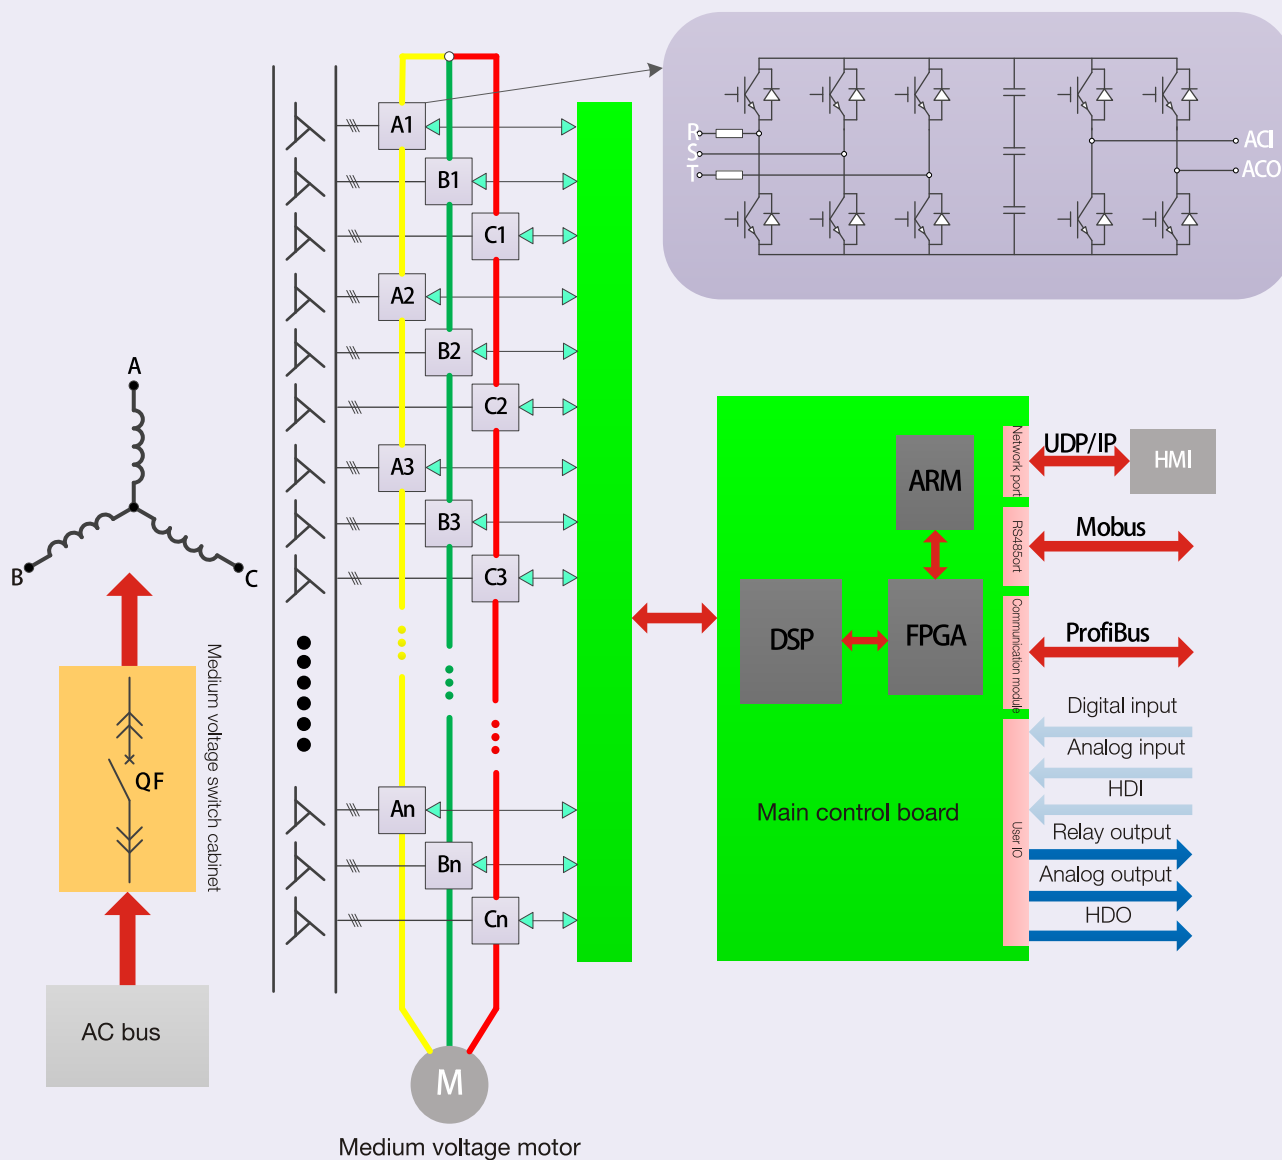 R
S
T
ACI
ACO
A1
B1
C1
A2
B2
C2
A3
B3
C3
An
Bn
Cn
A
B
C
QF
Medium voltage switch cabinet
AC bus
M
Medium voltage motor
ARM
DSP
FPGA
Main control board
Network port
RS485ort
Communication module
User IO
UDP/IP
HMI
Mobus
ProfiBus
Digital input
Analog input
HDI
Relay output
Analog output
HDO